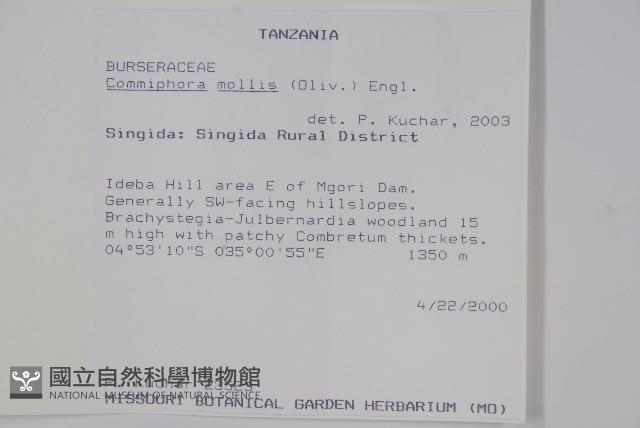 TANZANIA
BURSERACEAE
Commiphora mollis (Oliv.) Engl.
det. P. Kuchar, 2003
Singida: Singida Rural District
Ideba Hill area E of Mgori Dam.
Generally SW-facing hillslopes.
Brachystegia-Julbernardia woodland 15
m high with patchy Combretum thickets.
04°53'10"S 035°00'55"E 1350 m
4/22/2000
國立自然科學博物館
NATIONAL MUSEUM OF NATURAL SCIENCE
MISSOURI BOTANICAL GARDEN HERBARIUM (MO)